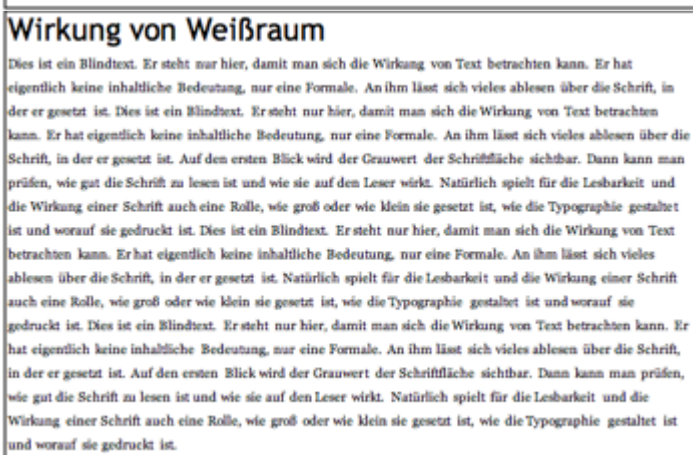 Wirkung von Weißraum
Dies ist ein Blindtext. Er steht nur hier, damit man sich die Wirkung von Text betrachten kann. Er hat
eigentlich keine inhaltliche Bedeutung, nur eine Formale. An ihm lässt sich vieles ablesen über die Schrift, in
der er gesetzt ist. Dies ist ein Blindtext. Er steht nur hier, damit man sich die Wirkung von Text betrachten
kann. Er hat eigentlich keine inhaltliche Bedeutung, nur eine Formale. An ihm lässt sich vieles ablesen über die
Schrift, in der er gesetzt ist. Auf den ersten Blick wird der Grauwert der Schriftfläche sichtbar. Dann kann man
prüfen, wie gut die Schrift zu lesen ist und wie sie auf den Leser wirkt. Natürlich spielt für die Lesbarkeit und
die Wirkung einer Schrift auch eine Rolle, wie groß oder wie klein sie gesetzt ist, wie die Typographie gestaltet
ist und worauf sie gedruckt ist. Dies ist ein Blindtext. Er steht nur hier, damit man sich die Wirkung von Text
betrachten kann. Er hat eigentlich keine inhaltliche Bedeutung, nur eine Formale. An ihm lässt sich vieles
ablesen über die Schrift, in der er gesetzt ist. Natürlich spielt für die Lesbarkeit und die Wirkung einer Schrift
auch eine Rolle, wie groß oder wie klein sie gesetzt ist, wie die Typographie gestaltet ist und worauf sie
gedruckt ist. Dies ist ein Blindtext. Er steht nur hier, damit man sich die Wirkung von Text betrachten kann. Er
hat eigentlich keine inhaltliche Bedeutung, nur eine Formale. An ihm lässt sich vieles ablesen über die Schrift,
in der er gesetzt ist. Auf den ersten Blick wird der Grauwert der Schriftfläche sichtbar. Dann kann man prüfen,
wie gut die Schrift zu lesen ist und wie sie auf den Leser wirkt. Natürlich spielt für die Lesbarkeit und die
Wirkung einer Schrift auch eine Rolle, wie groß oder wie klein sie gesetzt ist, wie die Typographie gestaltet ist
und worauf sie gedruckt ist.